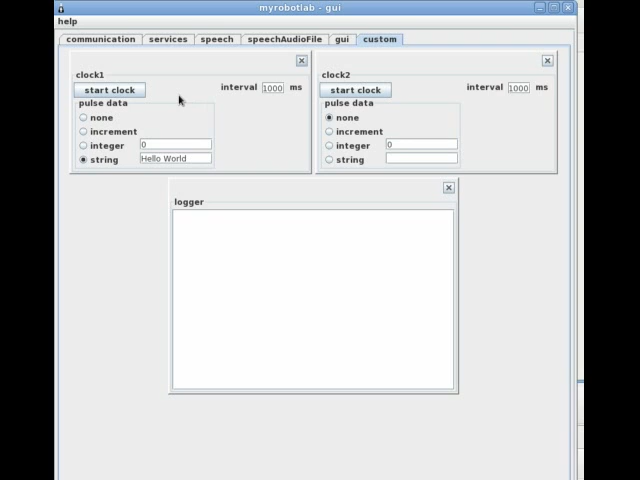 myrobotlab - gui
help
communication services speech speechAudioFile gui custom
clock1
start clock interval 1000 ms
pulse data
none
increment
integer 0
string Hello World
clock2
start clock interval 1000 ms
pulse data
none
increment
integer 0
string
logger